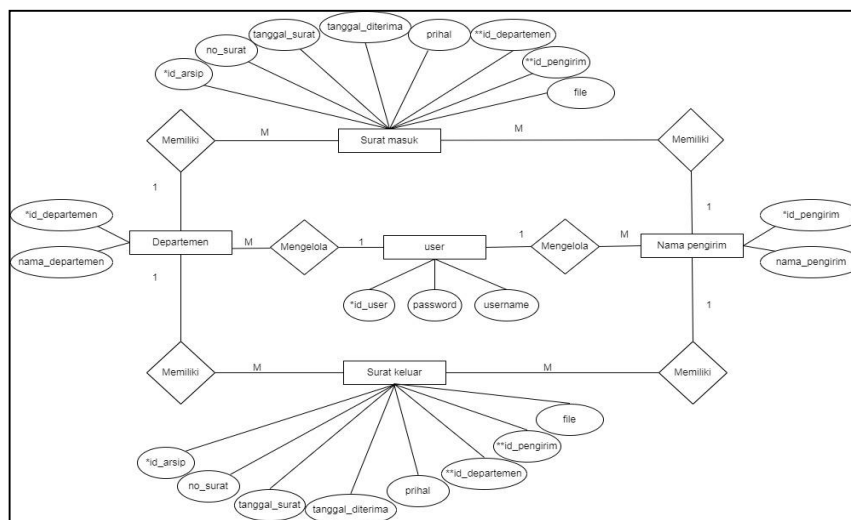 tanggal_diterima
tanggal_surat
prihal
**id_departemen
no_surat
**id_pengirim
*id_arsip
file
Memiliki
M
Surat masuk
M
Memiliki
1
1
*id_departemen
*id_pengirim
Departemen
M
Mengelola
1
user
1
Mengelola
M
Nama pengirim
nama_departemen
nama_pengirim
1
1
*id_user
password
username
Memiliki
M
Surat keluar
M
Memiliki
file
**id_pengirim
*id_arsip
**id_departemen
no_surat
prihal
tanggal_surat
tanggal_diterima